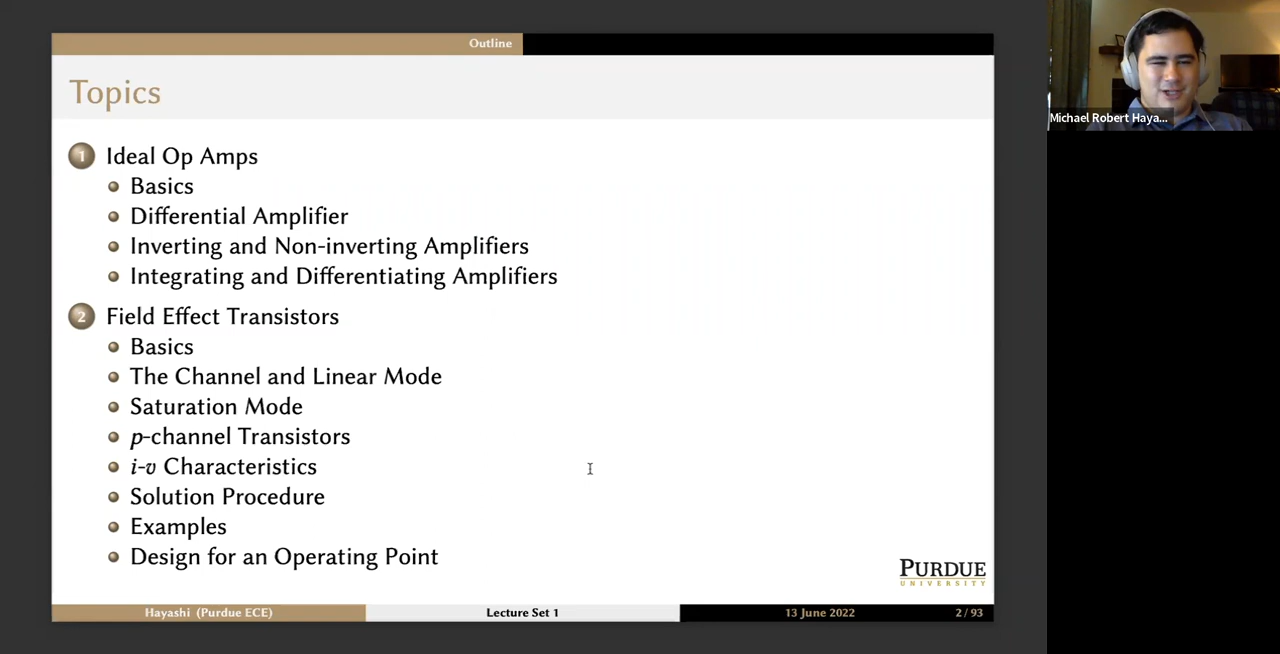 Outline
Topics
1 Ideal Op Amps
Basics
Differential Amplifier
Inverting and Non-inverting Amplifiers
Integrating and Differentiating Amplifiers
2 Field Effect Transistors
Basics
The Channel and Linear Mode
Saturation Mode
p-channel Transistors
i-v Characteristics
Solution Procedure
Examples
Design for an Operating Point
PURDUE
UNIVERSITY
Hayashi (Purdue ECE) Lecture Set 1 13 June 2022 2 / 93
Michael Robert Haya...